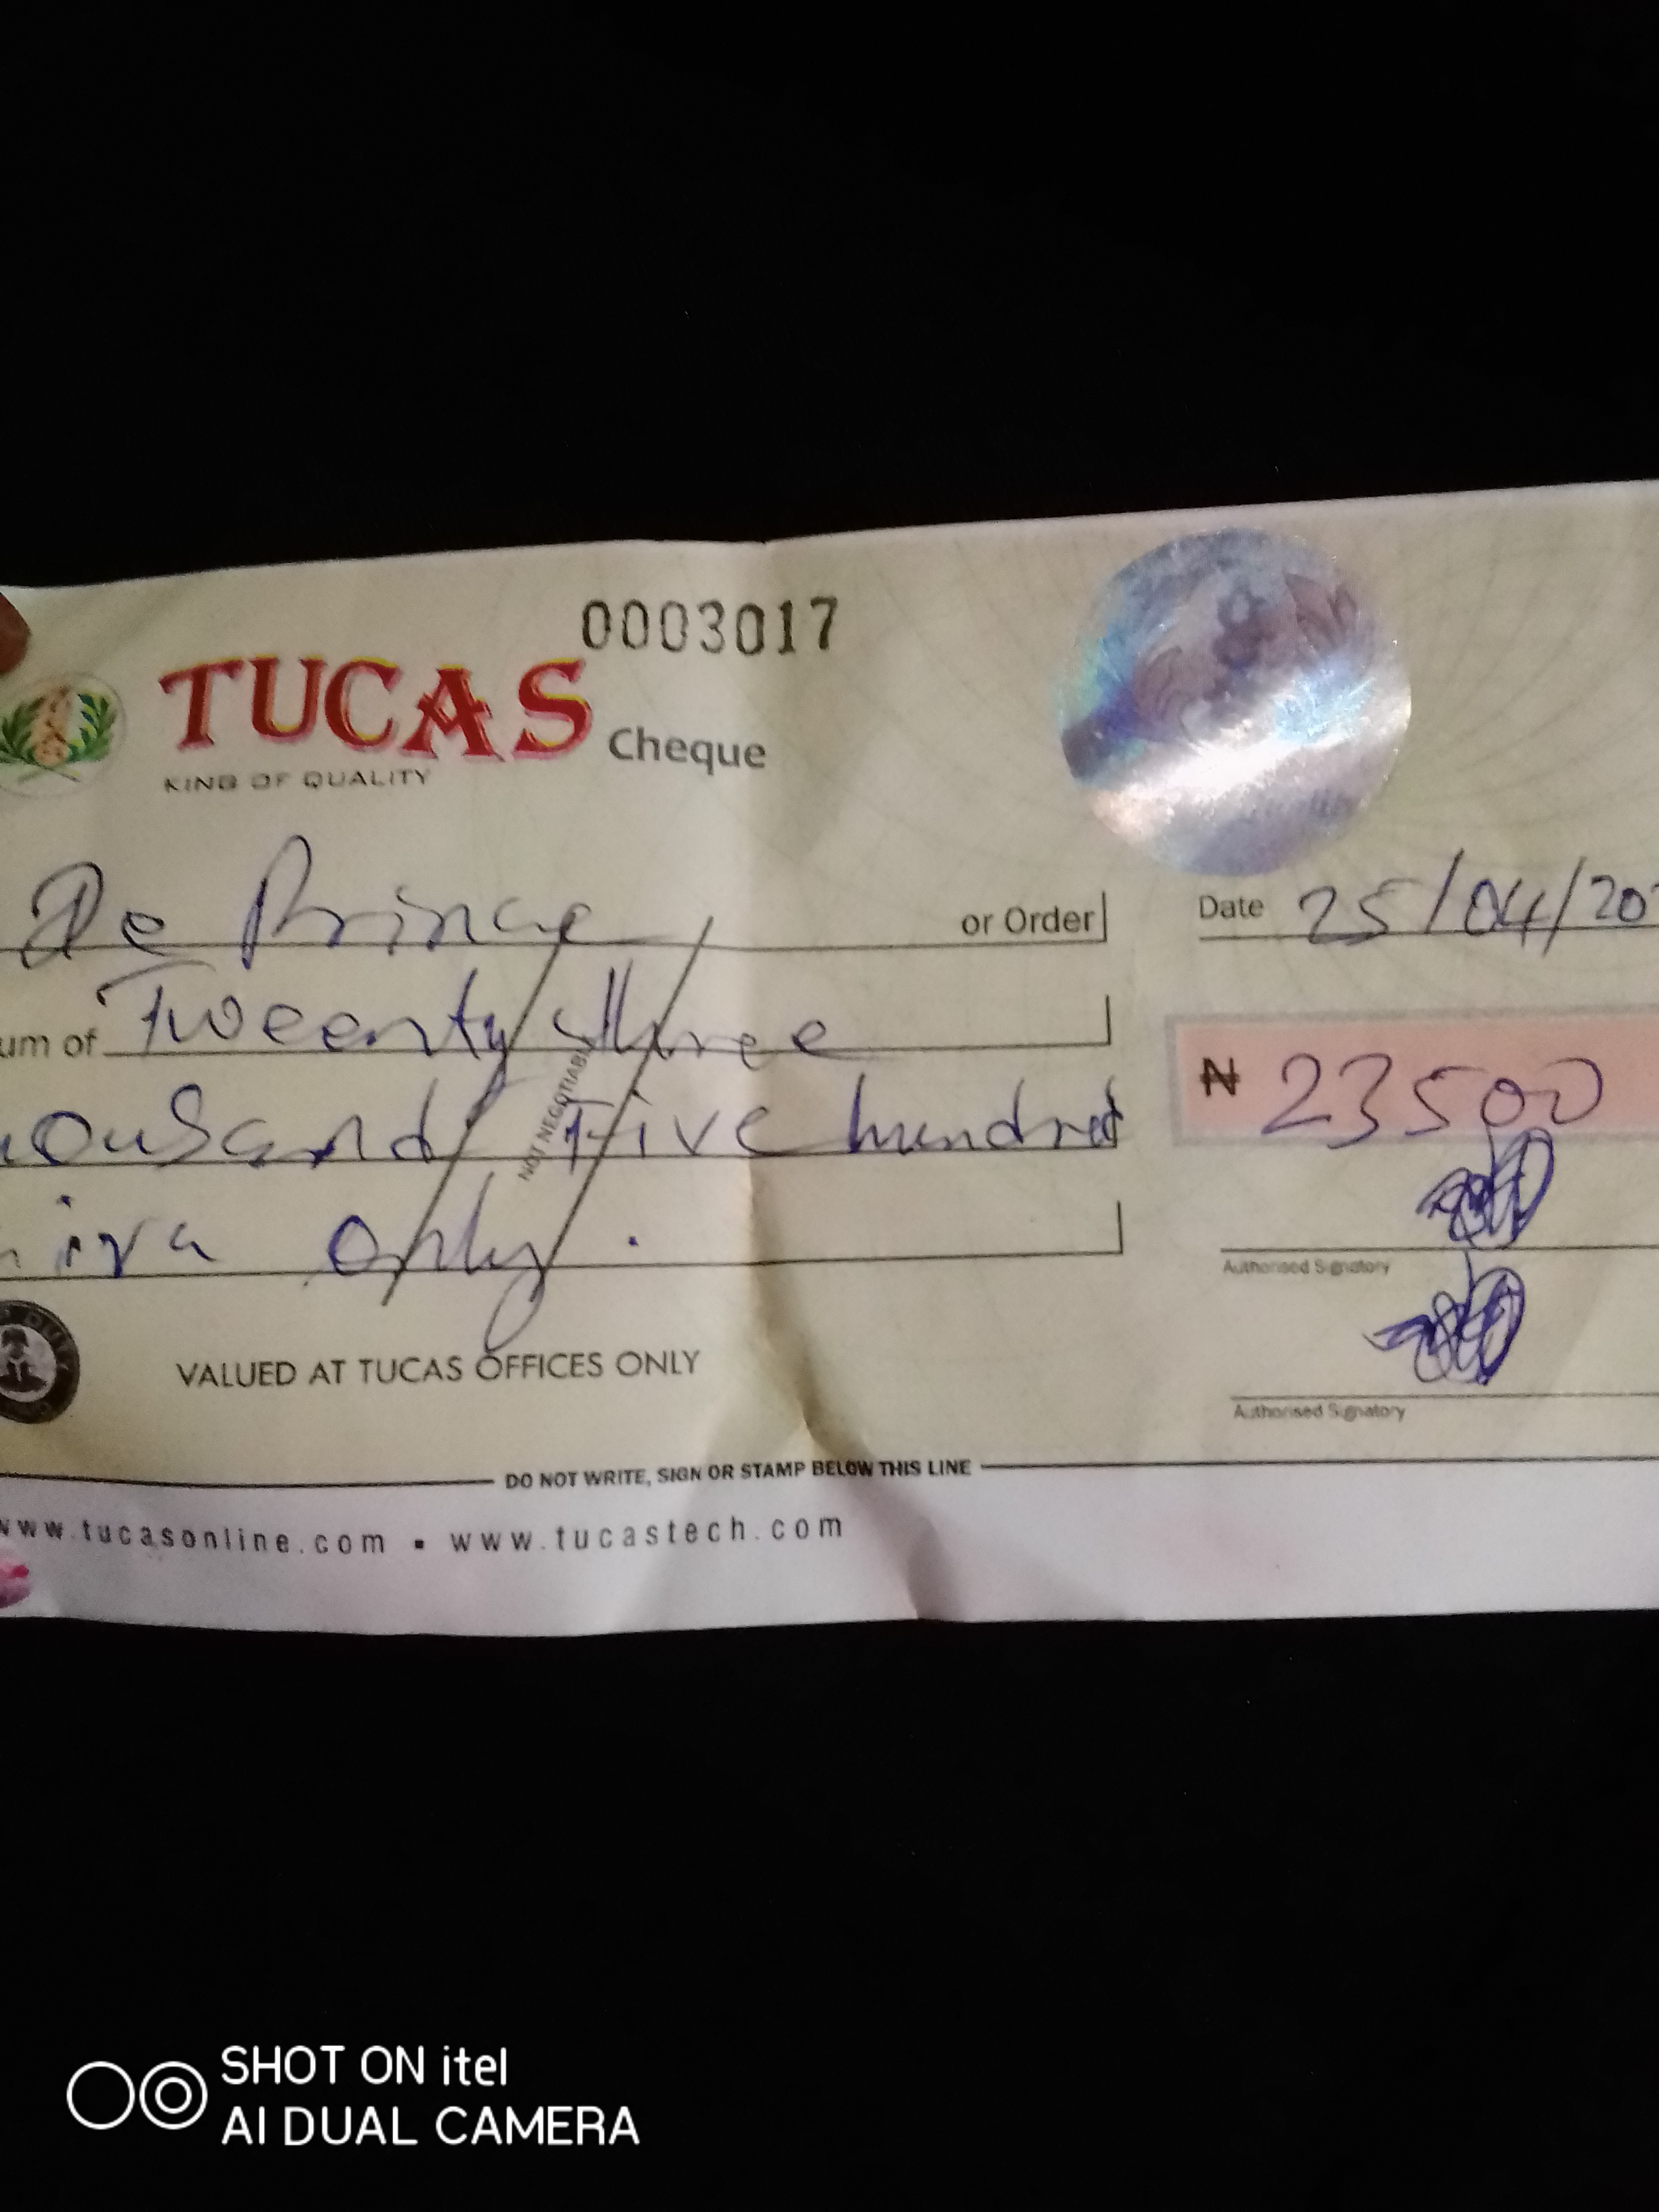 0003017
TUCAS Cheque
KING OF QUALITY
De Prince or Order
Date 25/04/20
um of Tweenty three
₦ 23500
ousand Five hundred
NOT NEGOTIABL
ira only.
Authorised Signatory
VALUED AT TUCAS OFFICES ONLY
Authorised Signatory
DO NOT WRITE, SIGN OR STAMP BELOW THIS LINE
www.tucasonline.com ▪ www.tucastech.com
SHOT ON itel
AI DUAL CAMERA